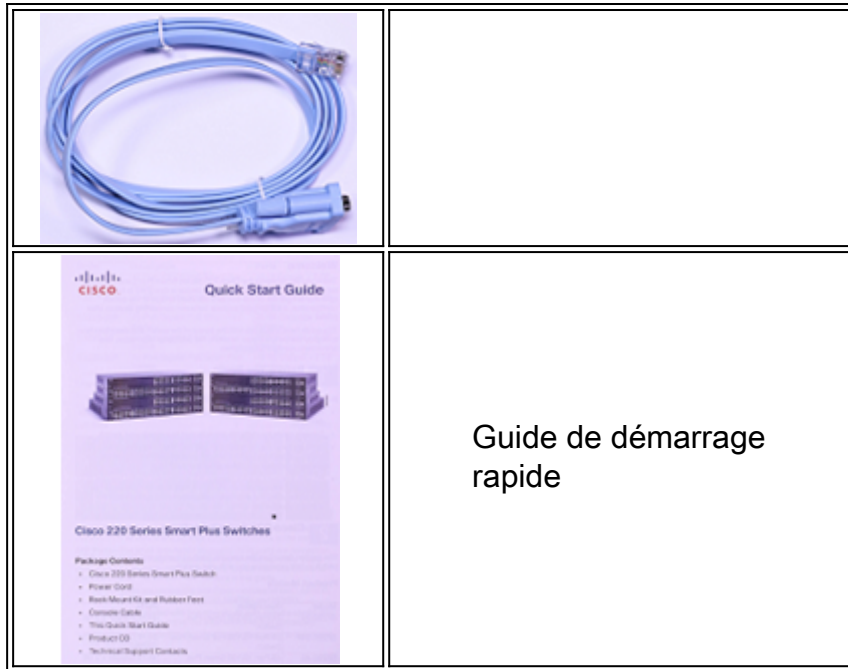 CISCO
Quick Start Guide
Guide de démarrage
rapide
Cisco 220 Series Smart Plus Switches
Package Contents
• Cisco 220 Series Smart Plus Switch
• Power Cord
• Rack Mount Kit and Rubber Feet
• Console Cable
• This Quick Start Guide
• Product CD
• Technical Support Contacts